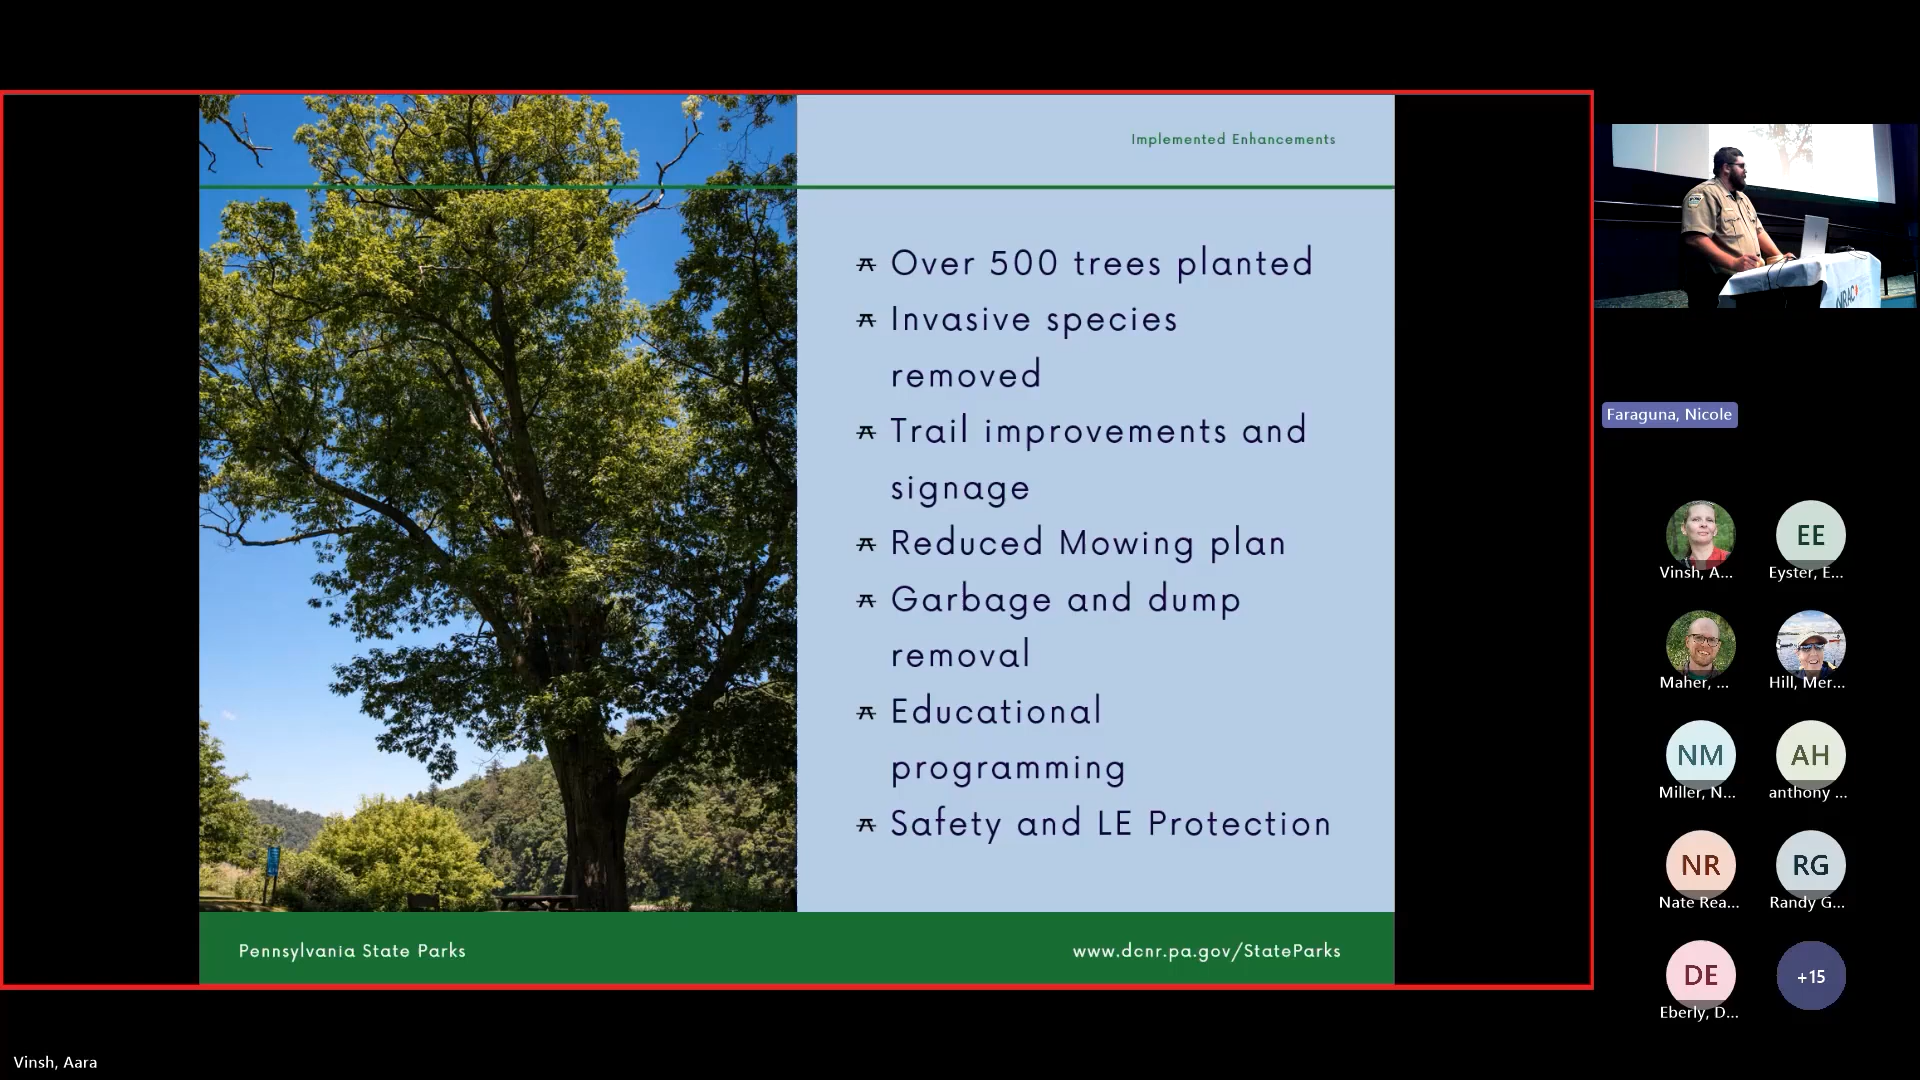 Implemented Enhancements
Over 500 trees planted
Invasive species
removed
Trail improvements and
signage
Reduced Mowing plan
Garbage and dump
removal
Educational
programming
Safety and LE Protection
Pennsylvania State Parks
www.dcnr.pa.gov/StateParks
Faraguna, Nicole
Vinsh, A...
EE
Eyster, E...
Maher, ...
Hill, Mer...
NM
Miller, N...
AH
anthony ...
NR
Nate Rea...
RG
Randy G...
DE
Eberly, D...
+15
Vinsh, Aara